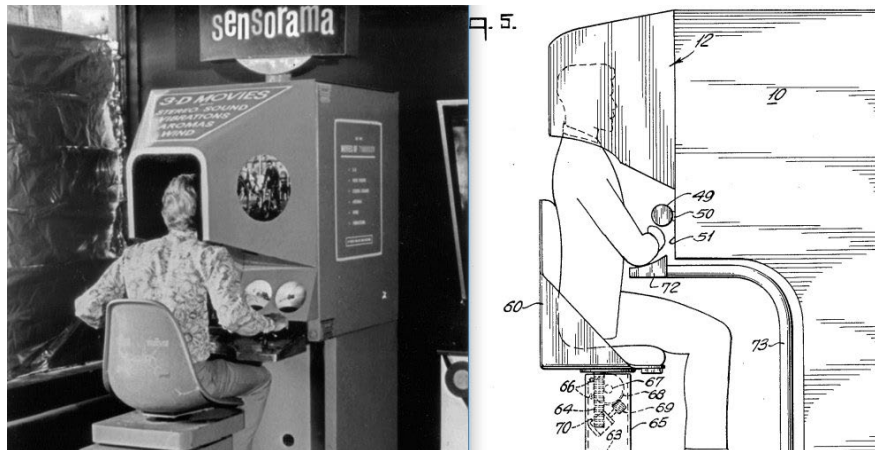 sensorama
3-D MOVIES
STEREO SOUND
VIBRATIONS
AROMAS
WIND
2
g. 5.
12
10
49
50
51
72
60
73
66
67
64
68
69
70
65
63